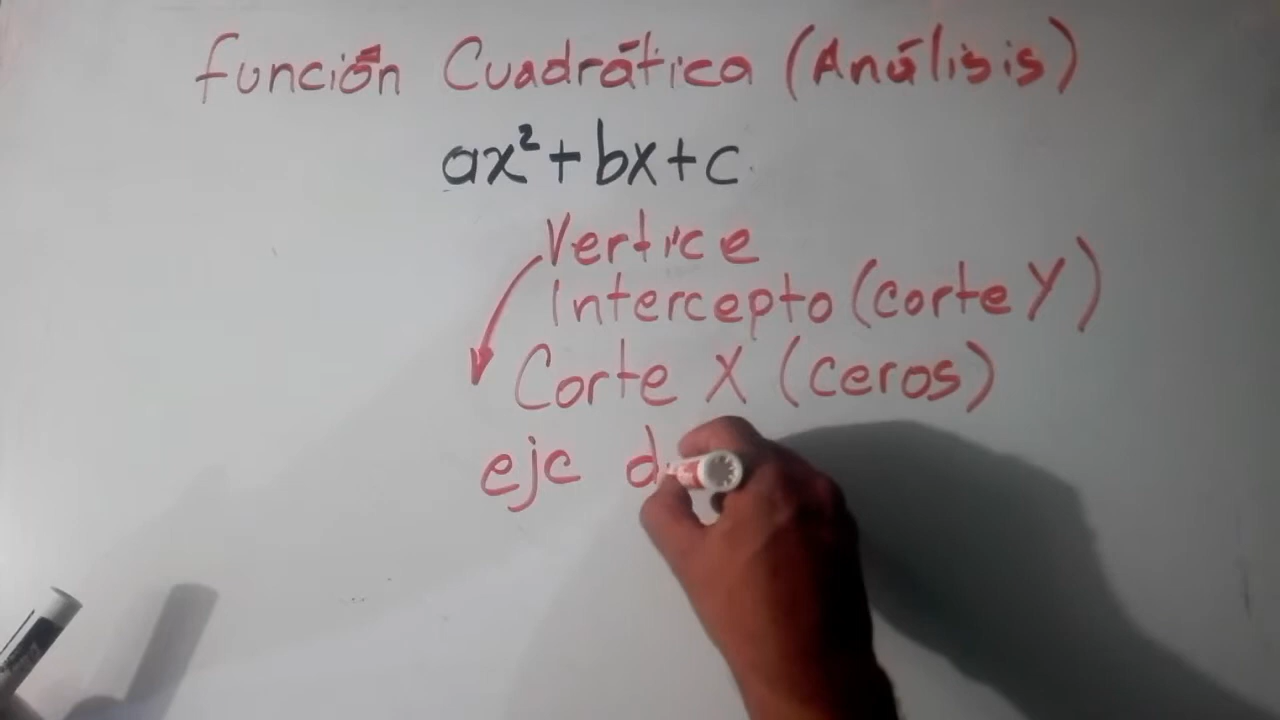 función Cuadrática (Análisis)
ax²+bx+c
Vertice
Intercepto (corte Y)
Corte X (ceros)
eje d